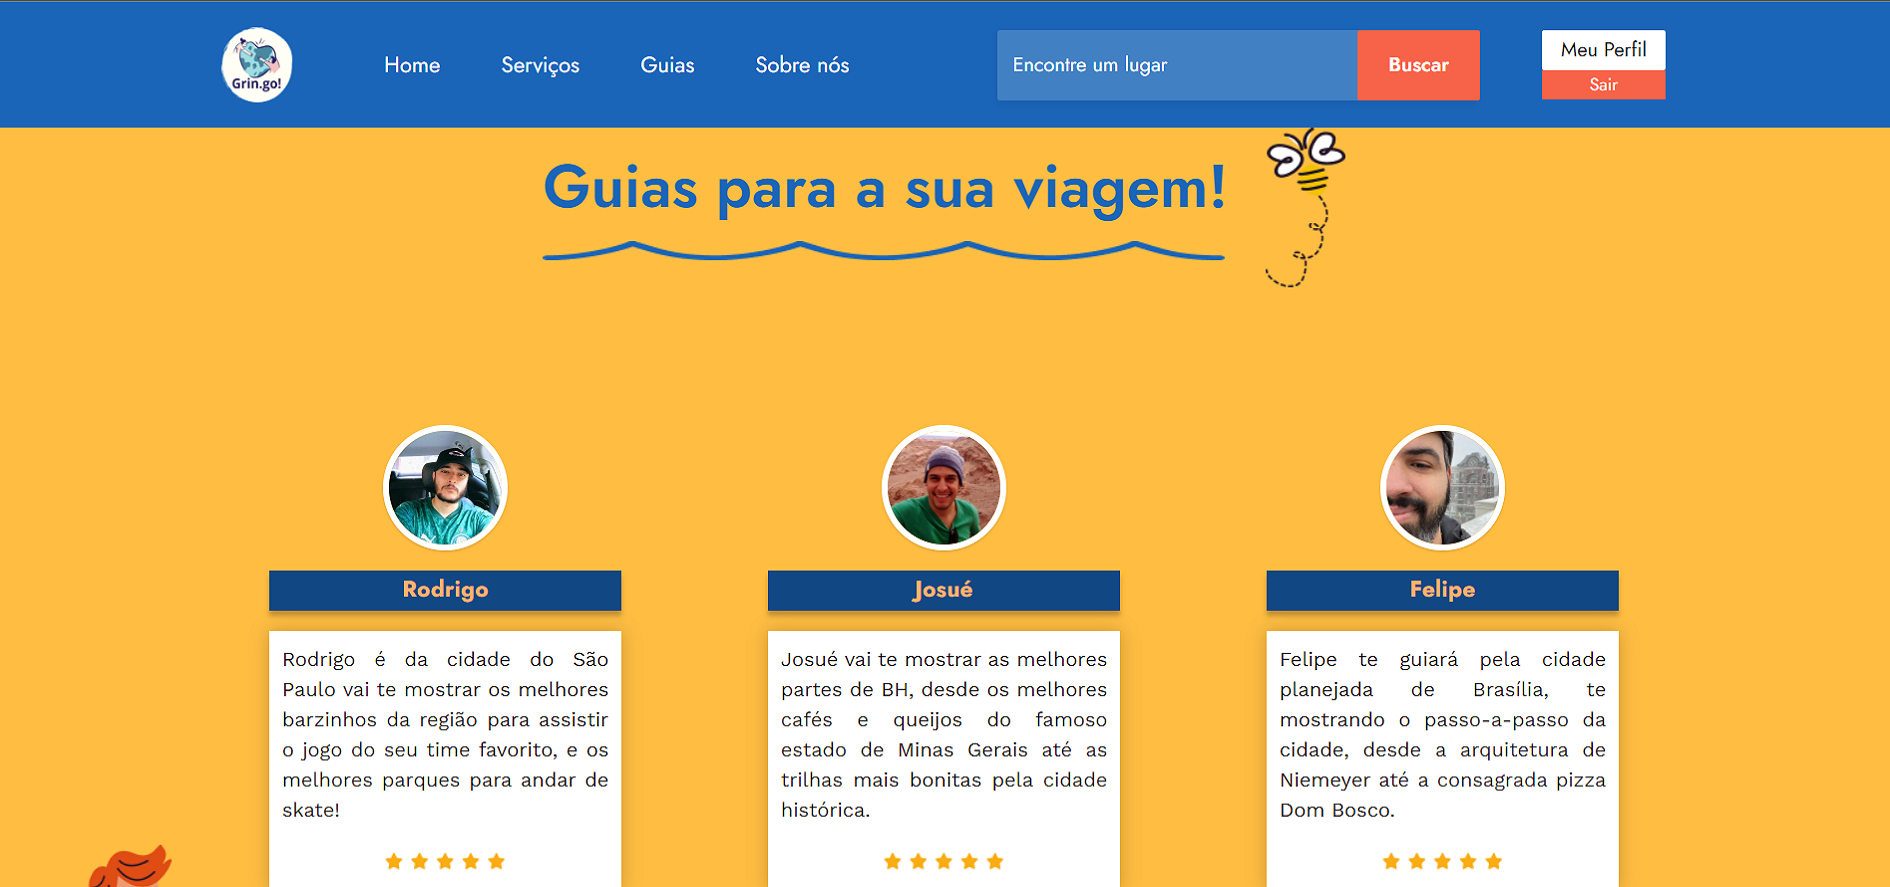 Grin.go!
Home
Serviços
Guias
Sobre nós
Encontre um lugar
Buscar
Meu Perfil
Sair
Guias para a sua viagem!
Rodrigo
Rodrigo é da cidade do São
Paulo vai te mostrar os melhores
barzinhos da região para assistir
o jogo do seu time favorito, e os
melhores parques para andar de
skate!
Josué
Josué vai te mostrar as melhores
partes de BH, desde os melhores
cafés e queijos do famoso
estado de Minas Gerais até as
trilhas mais bonitas pela cidade
histórica.
Felipe
Felipe te guiará pela cidade
planejada de Brasília, te
mostrando o passo-a-passo da
cidade, desde a arquitetura de
Niemeyer até a consagrada pizza
Dom Bosco.